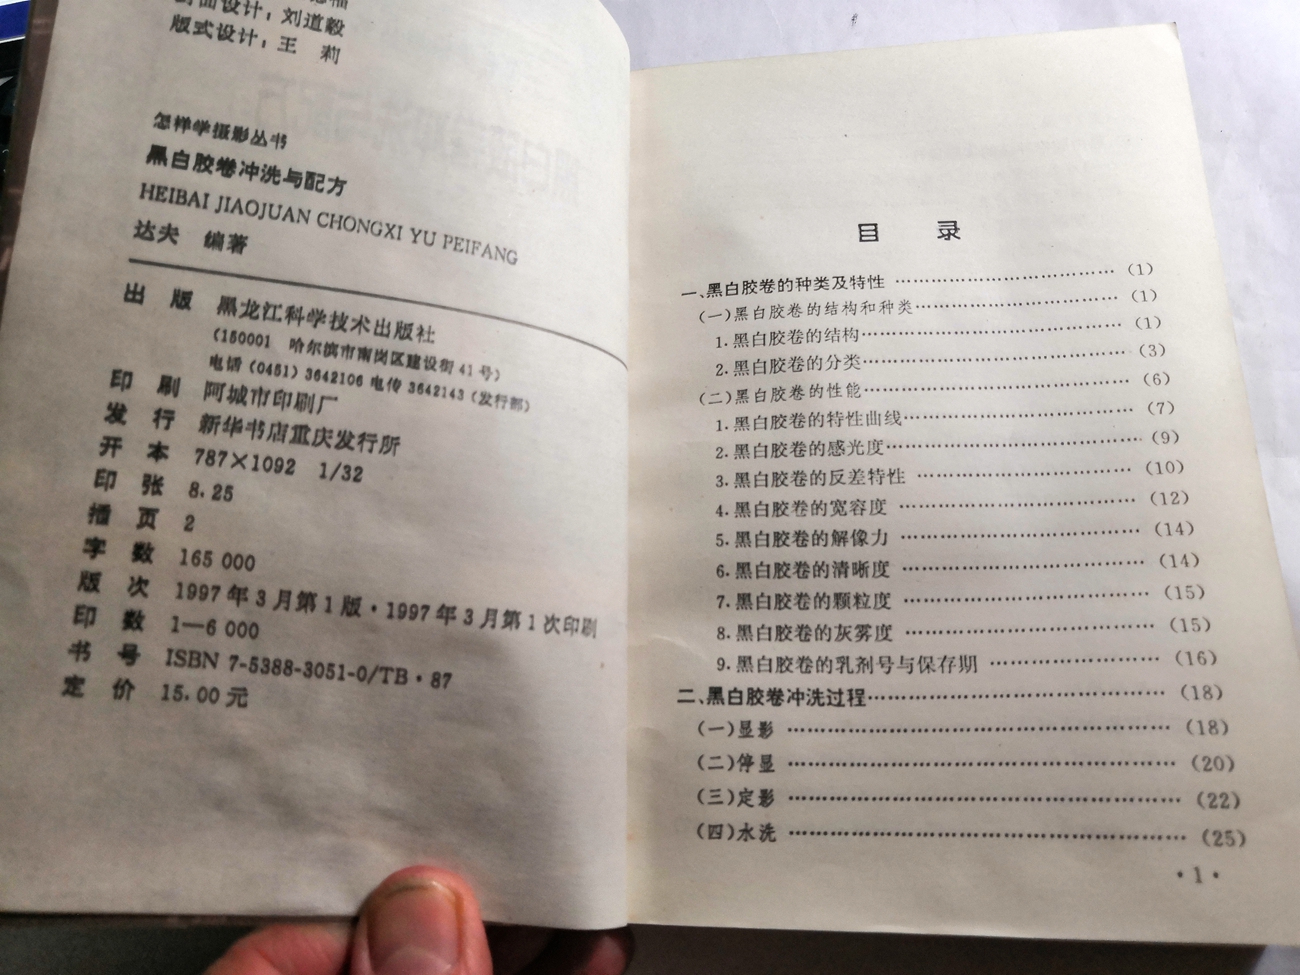 封面设计：刘道毅
版式设计：王 莉
怎样学摄影丛书
黑白胶卷冲洗与配方
HEIBAI JIAOJUAN CHONGXI YU PEIFANG
达夫 编著
出 版 黑龙江科学技术出版社
(150001 哈尔滨市南岗区建设街41号)
电话 (0451) 3642106 电传 3642143 (发行部)
印 刷 阿城市印刷厂
发 行 新华书店重庆发行所
开 本 787×1092 1/32
印 张 8.25
插 页 2
字 数 165 000
版 次 1997年3月第1版·1997年3月第1次印刷
印 数 1—6 000
书 号 ISBN 7-5388-3051-0/TB·87
定 价 15.00元
目 录
一、黑白胶卷的种类及特性 ………………………… (1)
(一)黑白胶卷的结构和种类………………………… (1)
1.黑白胶卷的结构………………………………… (1)
2.黑白胶卷的分类………………………………… (3)
(二)黑白胶卷的性能………………………………… (6)
1.黑白胶卷的特性曲线…………………………… (7)
2.黑白胶卷的感光度……………………………… (9)
3.黑白胶卷的反差特性 ………………………… (10)
4.黑白胶卷的宽容度 …………………………… (12)
5.黑白胶卷的解像力 …………………………… (14)
6.黑白胶卷的清晰度 …………………………… (14)
7.黑白胶卷的颗粒度 …………………………… (15)
8.黑白胶卷的灰雾度 …………………………… (15)
9.黑白胶卷的乳剂号与保存期 ………………… (16)
二、黑白胶卷冲洗过程………………………………… (18)
(一)显影 …………………………………………… (18)
(二)停显 …………………………………………… (20)
(三)定影 …………………………………………… (22)
(四)水洗 …………………………………………… (25)
·1·